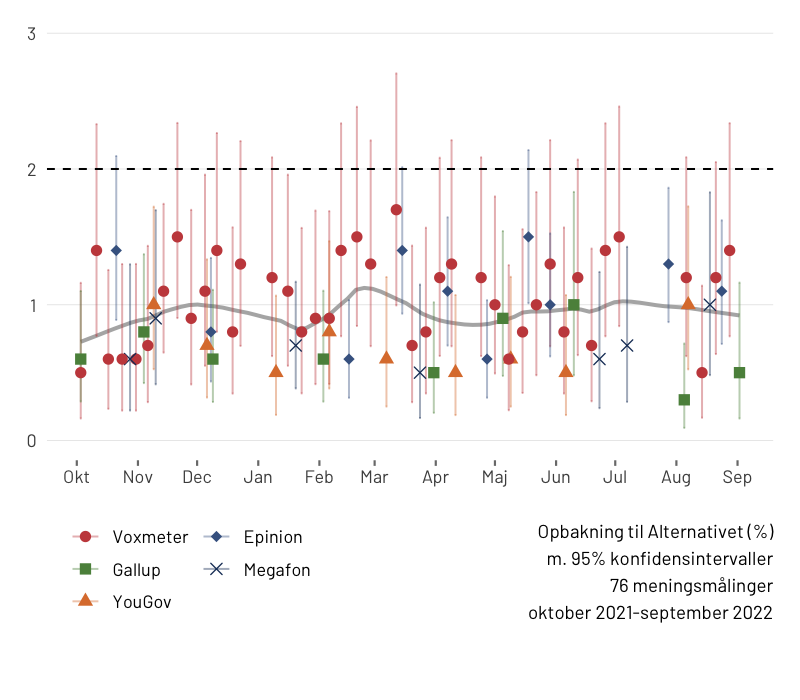 3
2
1
0
Okt Nov Dec Jan Feb Mar Apr Maj Jun Jul Aug Sep
Voxmeter
Epinion
Gallup
Megafon
YouGov
Opbakning til Alternativet (%)
m. 95% konfidensintervaller
76 meningsmålinger
oktober 2021-september 2022